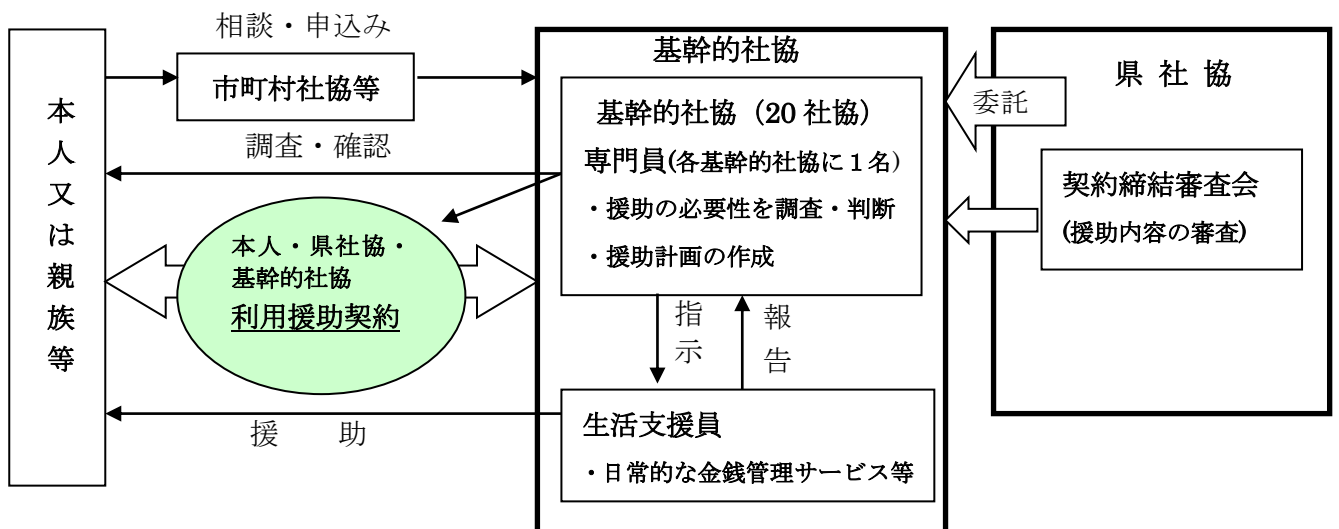 相談・申込み
市町村社協等
調査・確認
本人又は親族等
本人・県社協・
基幹的社協
利用援助契約
援　助
基幹的社協
基幹的社協（20 社協）
専門員(各基幹的社協に１名)
・援助の必要性を調査・判断
・援助計画の作成
指示
報告
生活支援員
・日常的な金銭管理サービス等
委託
県 社 協
契約締結審査会
(援助内容の審査)